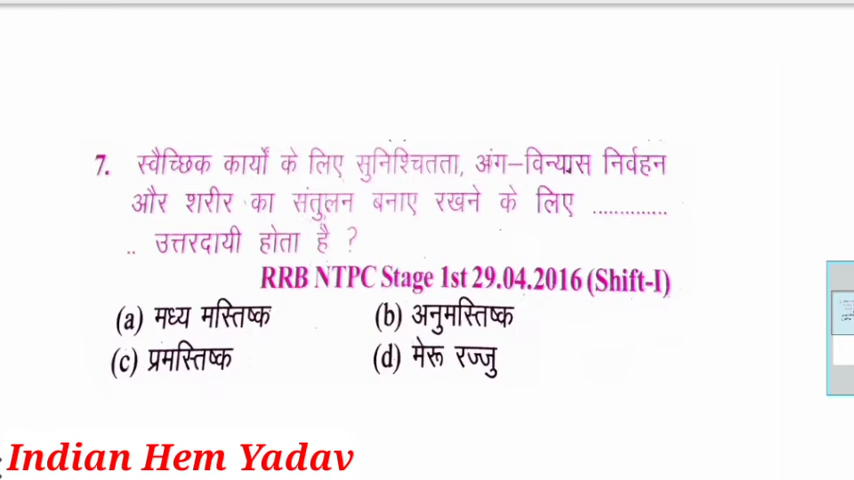 7. स्वैच्छिक कार्यो के लिए सुनिश्चितता, अंग-विन्यास निर्वहन
और शरीर का संतुलन बनाए रखने के लिए ..............
.. उत्तरदायी होता है ?
RRB NTPC Stage 1st 29.04.2016 (Shift-I)
(a) मध्य मस्तिष्क (b) अनुमस्तिष्क
(c) प्रमस्तिष्क (d) मेरू रज्जु
Indian Hem Yadav